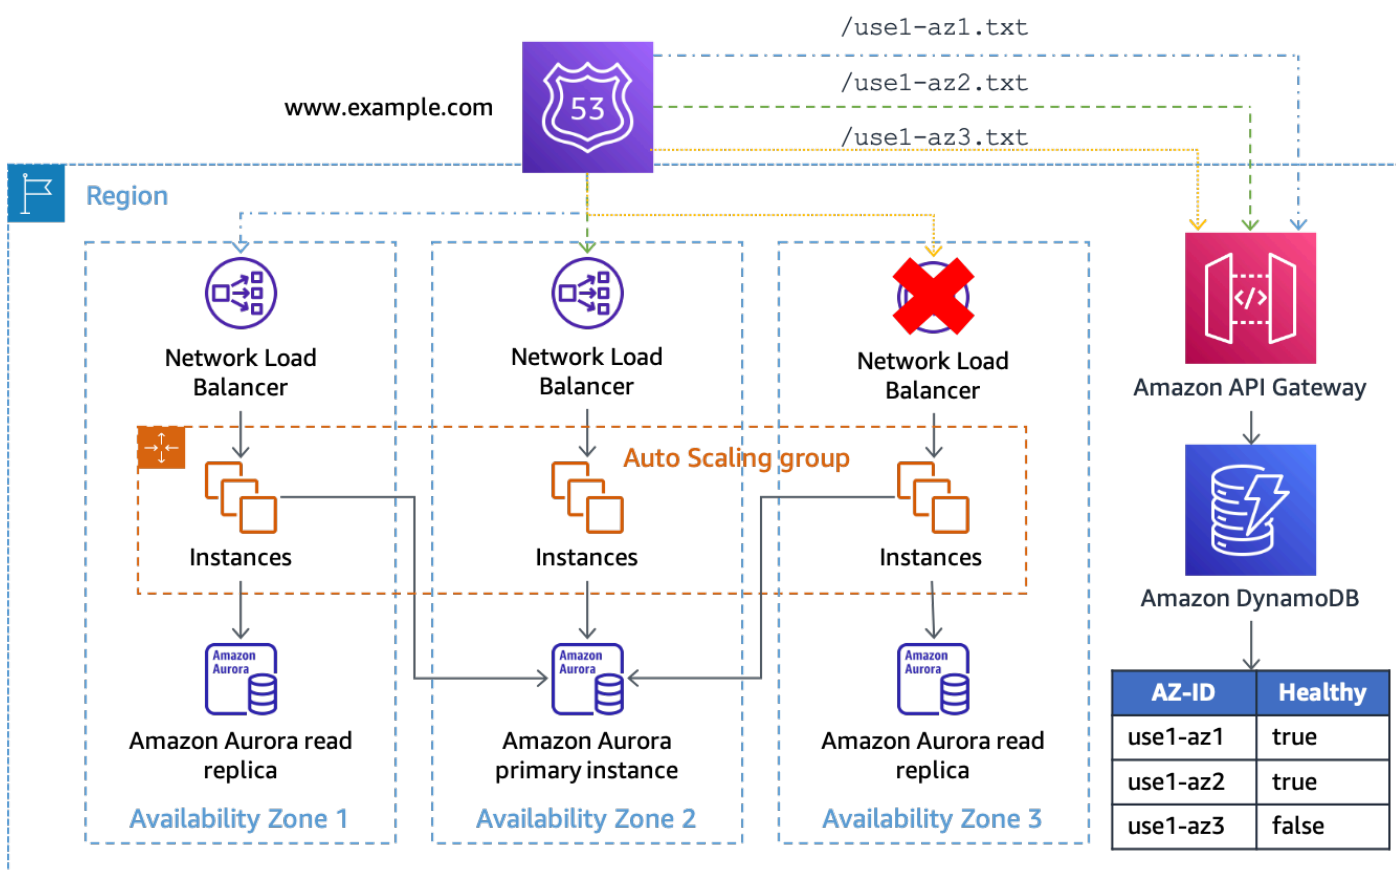 /use1-az1.txt
/use1-az2.txt
/use1-az3.txt
www.example.com
53
Region
Network Load
Balancer
Network Load
Balancer
Network Load
Balancer
Auto Scaling group
Instances
Instances
Instances
Amazon
Aurora
Amazon
Aurora
Amazon
Aurora
Amazon Aurora read
replica
Amazon Aurora
primary instance
Amazon Aurora read
replica
Availability Zone 1
Availability Zone 2
Availability Zone 3
</>
Amazon API Gateway
Amazon DynamoDB
AZ-ID Healthy
use1-az1 true
use1-az2 true
use1-az3 false